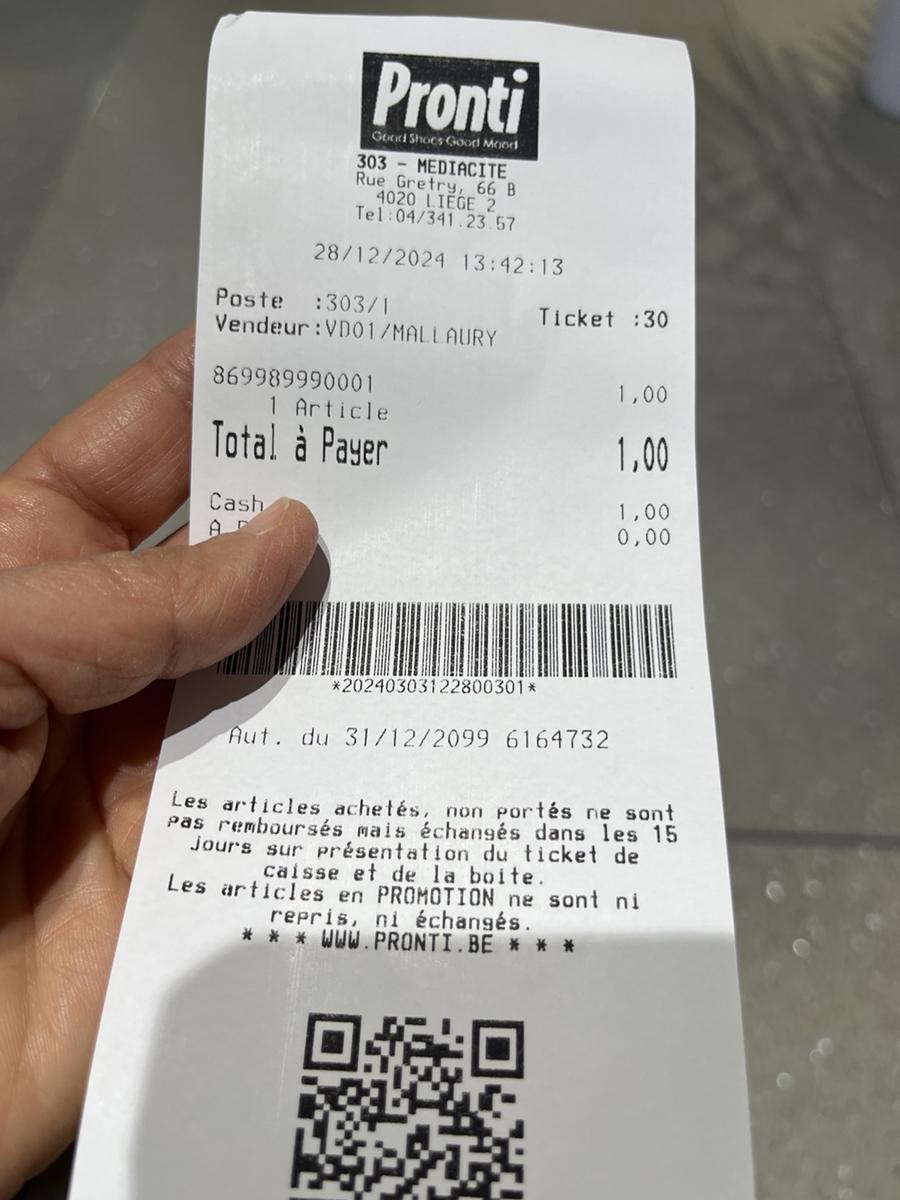 Pronti
Good Shoes Good Mood
303 - MEDIACITE
Rue Gretry, 66 B
4020 LIEGE 2
Tel:04/341.23.57
28/12/2024 13:42:13
Poste :303/1
Ticket :30
Vendeur:VD01/MALLAURY
869989990001 1,00
1 Article
Total à Payer 1,00
Cash 1,00
A 0,00
*20240303122800301*
Aut. du 31/12/2099 6164732
Les articles achetés, non portés ne sont
pas remboursés mais échangés dans les 15
jours sur présentation du ticket de
caisse et de la boite.
Les articles en PROMOTION ne sont ni
repris, ni échangés.
* * * WWW.PRONTI.BE * * *